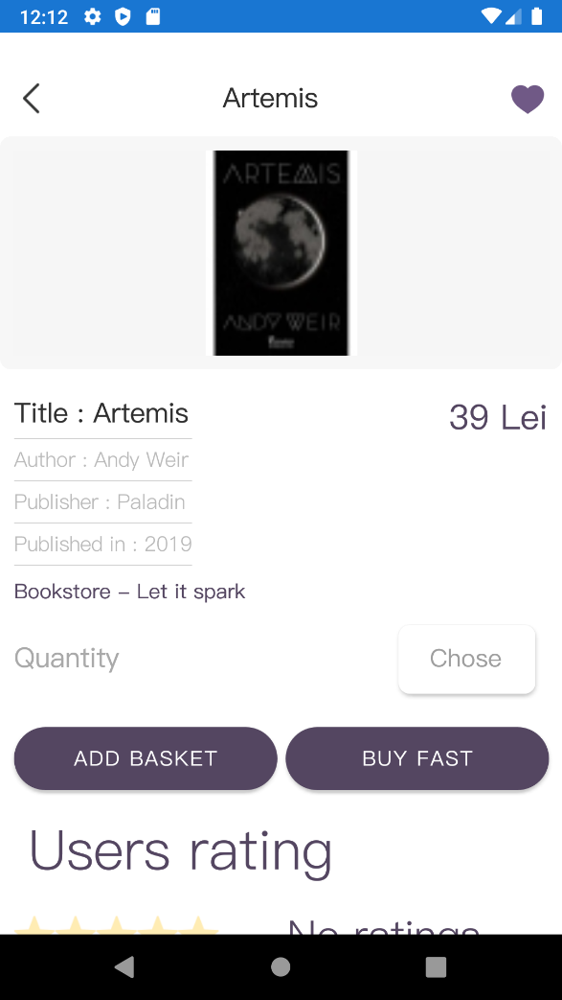 12:12
Artemis
ARTEMIS
ANDY WEIR
Title : Artemis
39 Lei
Author : Andy Weir
Publisher : Paladin
Published in : 2019
Bookstore – Let it spark
Quantity
Chose
ADD BASKET
BUY FAST
Users rating
No ratings